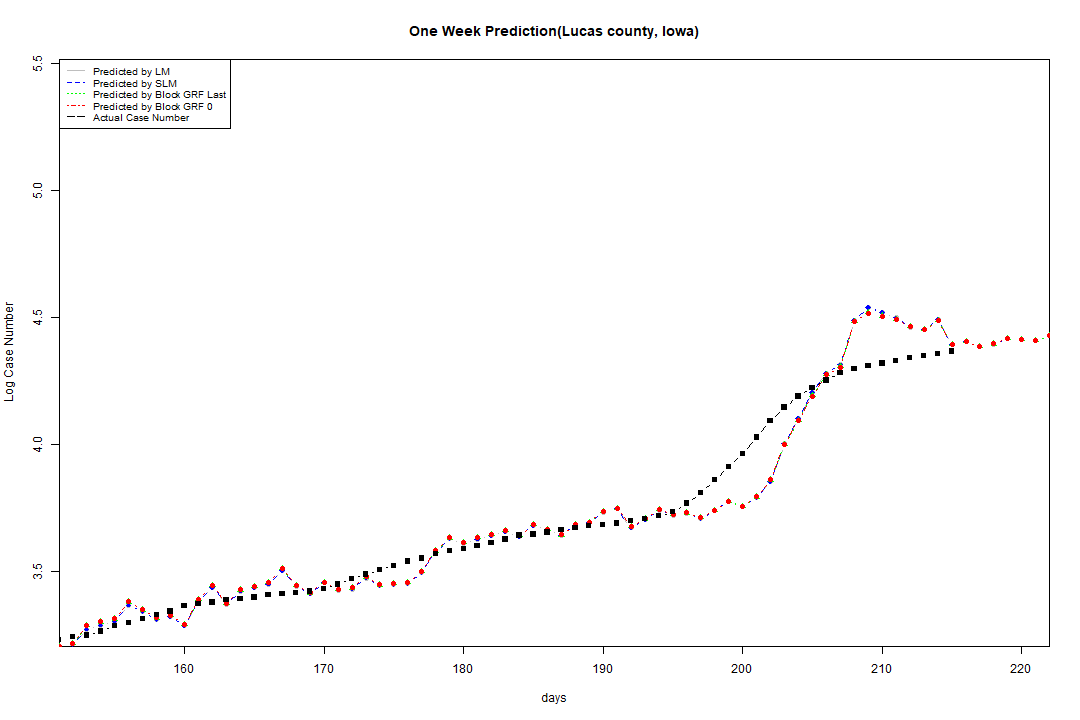 One Week Prediction(Lucas county, Iowa)
Predicted by LM
Predicted by SLM
Predicted by Block GRF Last
Predicted by Block GRF 0
Actual Case Number
5.5
5.0
4.5
4.0
3.5
Log Case Number
160 170 180 190 200 210 220
days